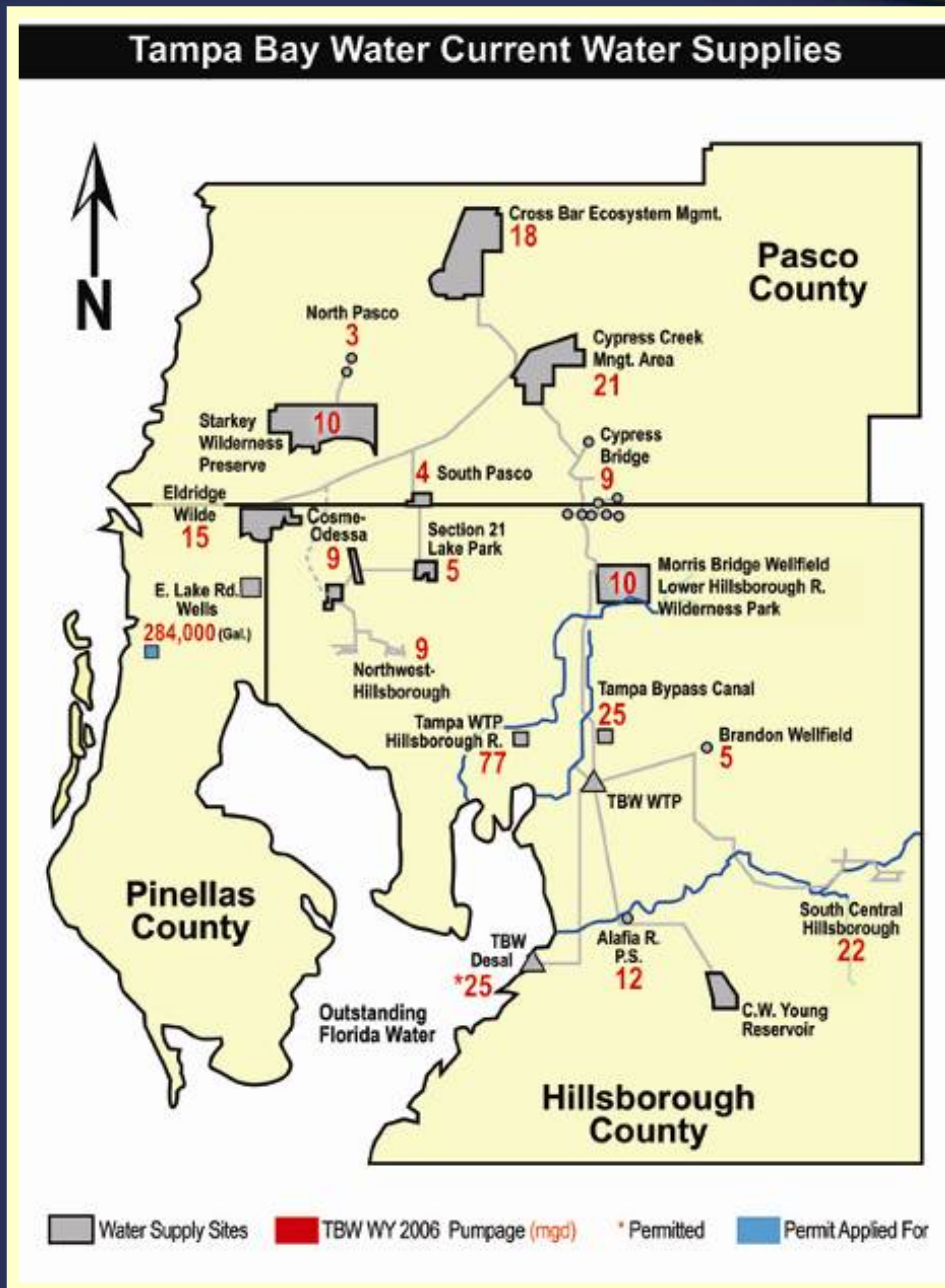 Tampa Bay Water Current Water Supplies
N
Cross Bar Ecosystem Mgmt.
18
Pasco
County
North Pasco
3
Cypress Creek
Mngt. Area
21
Starkey
Wilderness
Preserve
10
Cypress
Bridge
9
4 South Pasco
Eldridge
Wilde
15
Cosme-
Odessa
9
Section 21
Lake Park
5
Morris Bridge Wellfield
Lower Hillsborough R.
Wilderness Park
10
E. Lake Rd.
Wells
284,000 (Gal.)
9
Northwest-
Hillsborough
Tampa Bypass Canal
25
Tampa WTP
Hillsborough R.
77
Brandon Wellfield
5
TBW WTP
Pinellas
County
South Central
Hillsborough
22
TBW
Desal
*25
Alafia R.
P.S.
12
C.W. Young
Reservoir
Outstanding
Florida Water
Hillsborough
County
Water Supply Sites TBW WY 2006 Pumpage (mgd) * Permitted Permit Applied For